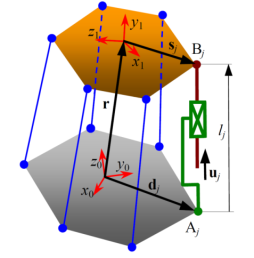 y₁
z₁
sⱼ
Bⱼ
x₁
r
lⱼ
z₀
y₀
uⱼ
dⱼ
x₀
Aⱼ